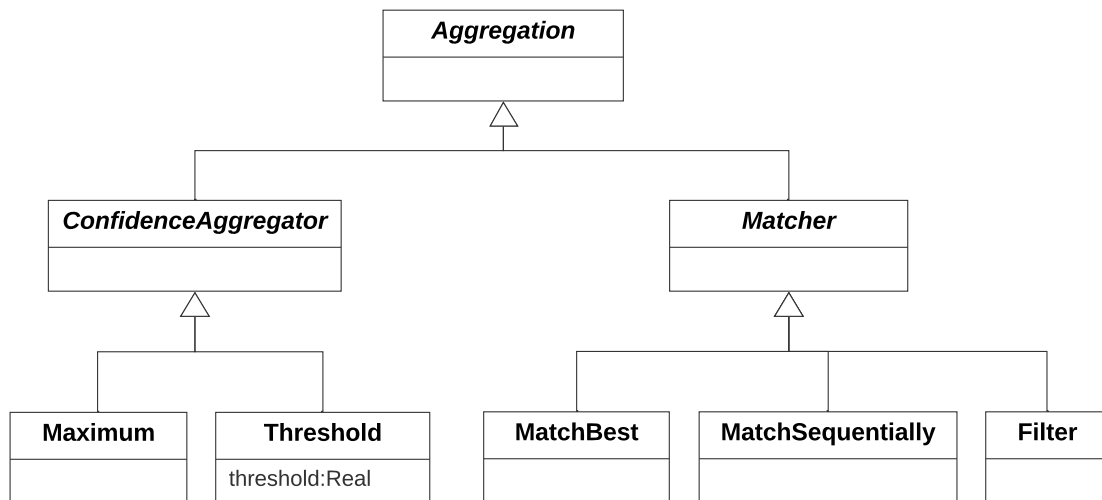 Aggregation
ConfidenceAggregator
Matcher
Maximum
Threshold
threshold:Real
MatchBest
MatchSequentially
Filter